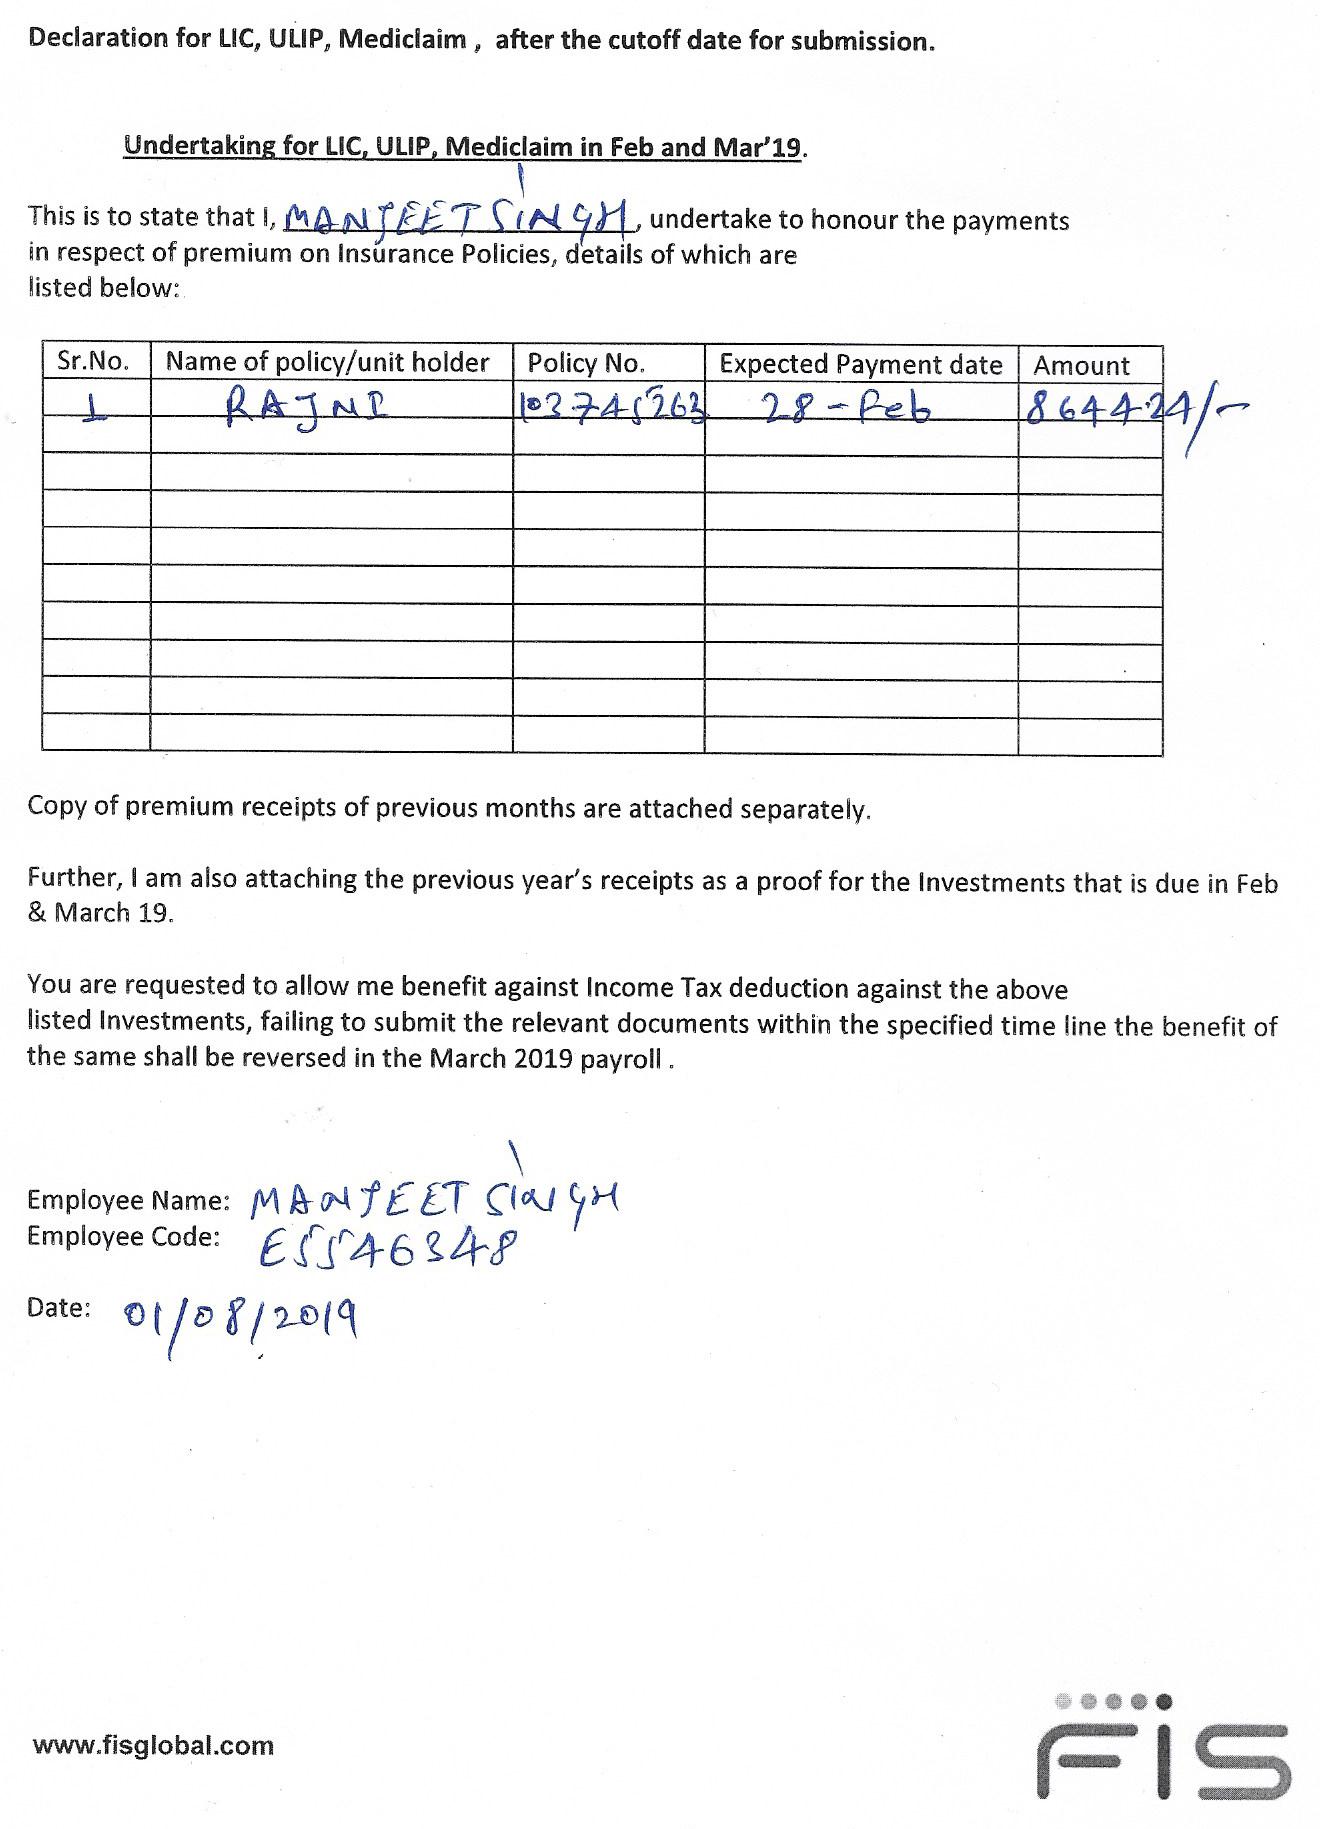 Declaration for LIC, ULIP, Mediclaim , after the cutoff date for submission.
Undertaking for LIC, ULIP, Mediclaim in Feb and Mar'19.
This is to state that I, MANJEET SINGH, undertake to honour the payments
in respect of premium on Insurance Policies, details of which are
listed below:
Sr.No. Name of policy/unit holder Policy No. Expected Payment date Amount
1 RAJNI 103745263 28-Feb 8644.24/-
Copy of premium receipts of previous months are attached separately.
Further, I am also attaching the previous year's receipts as a proof for the Investments that is due in Feb
& March 19.
You are requested to allow me benefit against Income Tax deduction against the above
listed Investments, failing to submit the relevant documents within the specified time line the benefit of
the same shall be reversed in the March 2019 payroll .
Employee Name: MANJEET SINGH
Employee Code: E5546348
Date: 01/08/2019
www.fisglobal.com
FIS